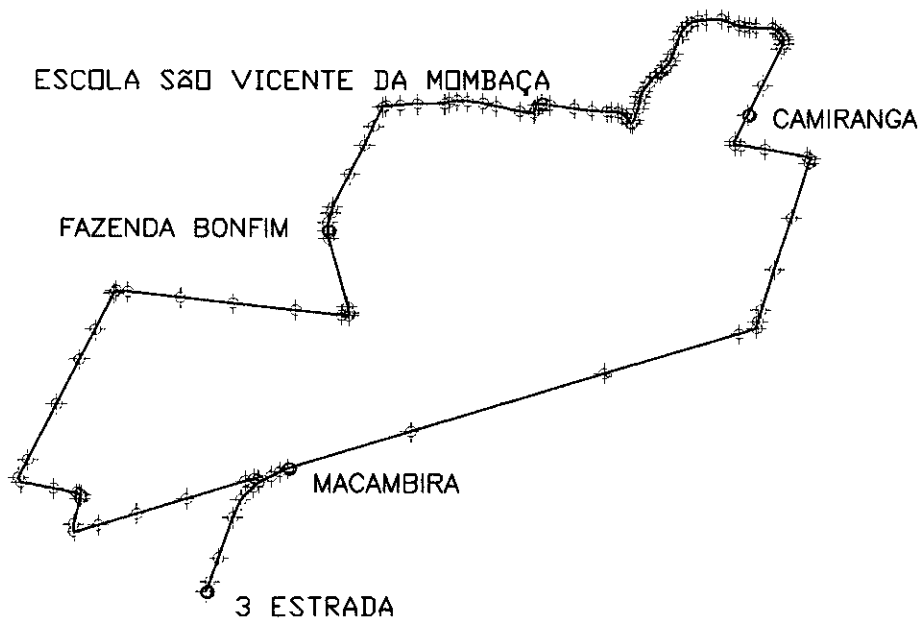 ESCOLA SÃO VICENTE DA MOMBAÇA
CAMIRANGA
FAZENDA BONFIM
MACAMBIRA
3 ESTRADA